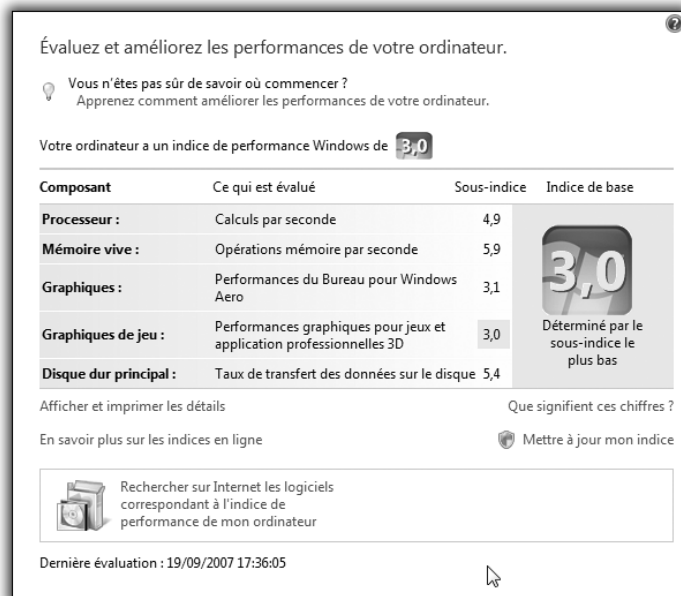 Évaluez et améliorez les performances de votre ordinateur.
Vous n'êtes pas sûr de savoir où commencer ?
Apprenez comment améliorer les performances de votre ordinateur.
Votre ordinateur a un indice de performance Windows de 3,0
Composant Ce qui est évalué Sous-indice Indice de base
Processeur : Calculs par seconde 4,9
Mémoire vive : Opérations mémoire par seconde 5,9
Graphiques : Performances du Bureau pour Windows
Aero 3,1
Graphiques de jeu : Performances graphiques pour jeux et
application professionnelles 3D 3,0
Disque dur principal : Taux de transfert des données sur le disque 5,4
3,0
Déterminé par le
sous-indice le
plus bas
Afficher et imprimer les détails Que signifient ces chiffres ?
En savoir plus sur les indices en ligne Mettre à jour mon indice
Rechercher sur Internet les logiciels
correspondant à l'indice de
performance de mon ordinateur
Dernière évaluation : 19/09/2007 17:36:05